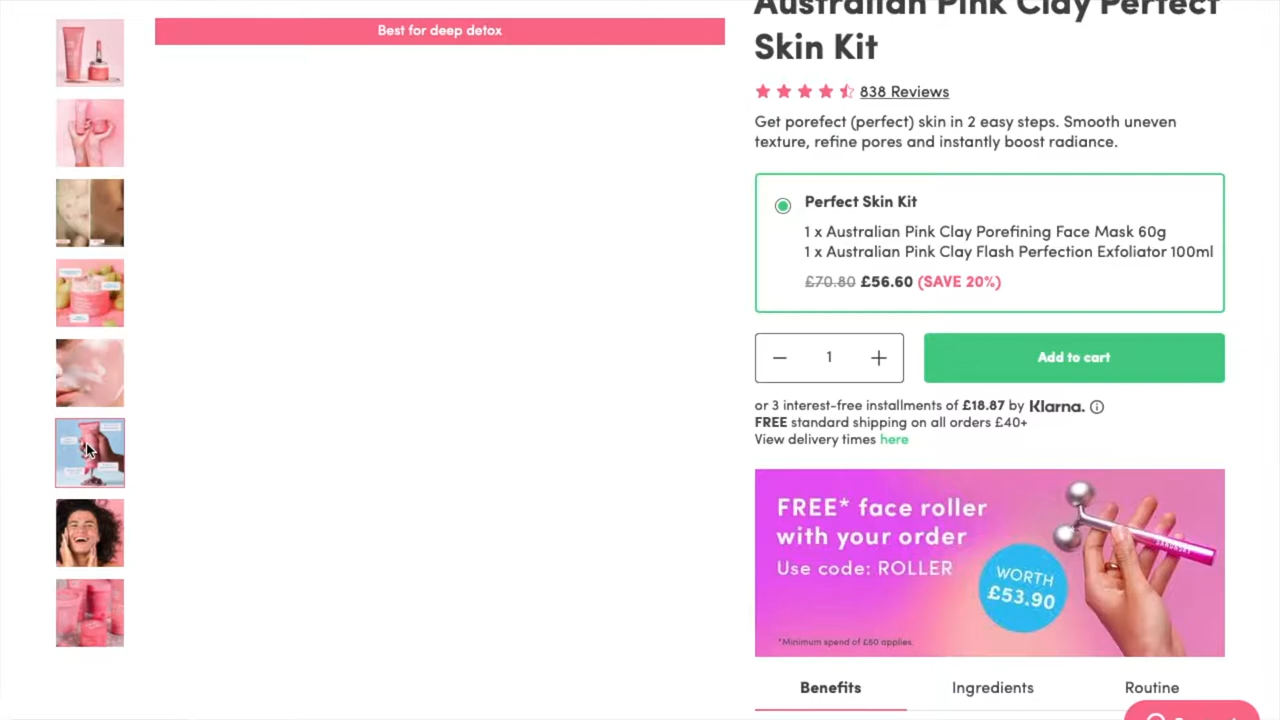 Best for deep detox
Australian Pink Clay Perfect
Skin Kit
838 Reviews
Get porefect (perfect) skin in 2 easy steps. Smooth uneven
texture, refine pores and instantly boost radiance.
Perfect Skin Kit
1 x Australian Pink Clay Porefining Face Mask 60g
1 x Australian Pink Clay Flash Perfection Exfoliator 100ml
£70.80 £56.60 (SAVE 20%)
1
Add to cart
or 3 interest-free installments of £18.87 by Klarna.
FREE standard shipping on all orders £40+
View delivery times here
FREE* face roller
with your order
Use code: ROLLER
WORTH
£53.90
*Minimum spend of £50 applies.
Benefits
Ingredients
Routine